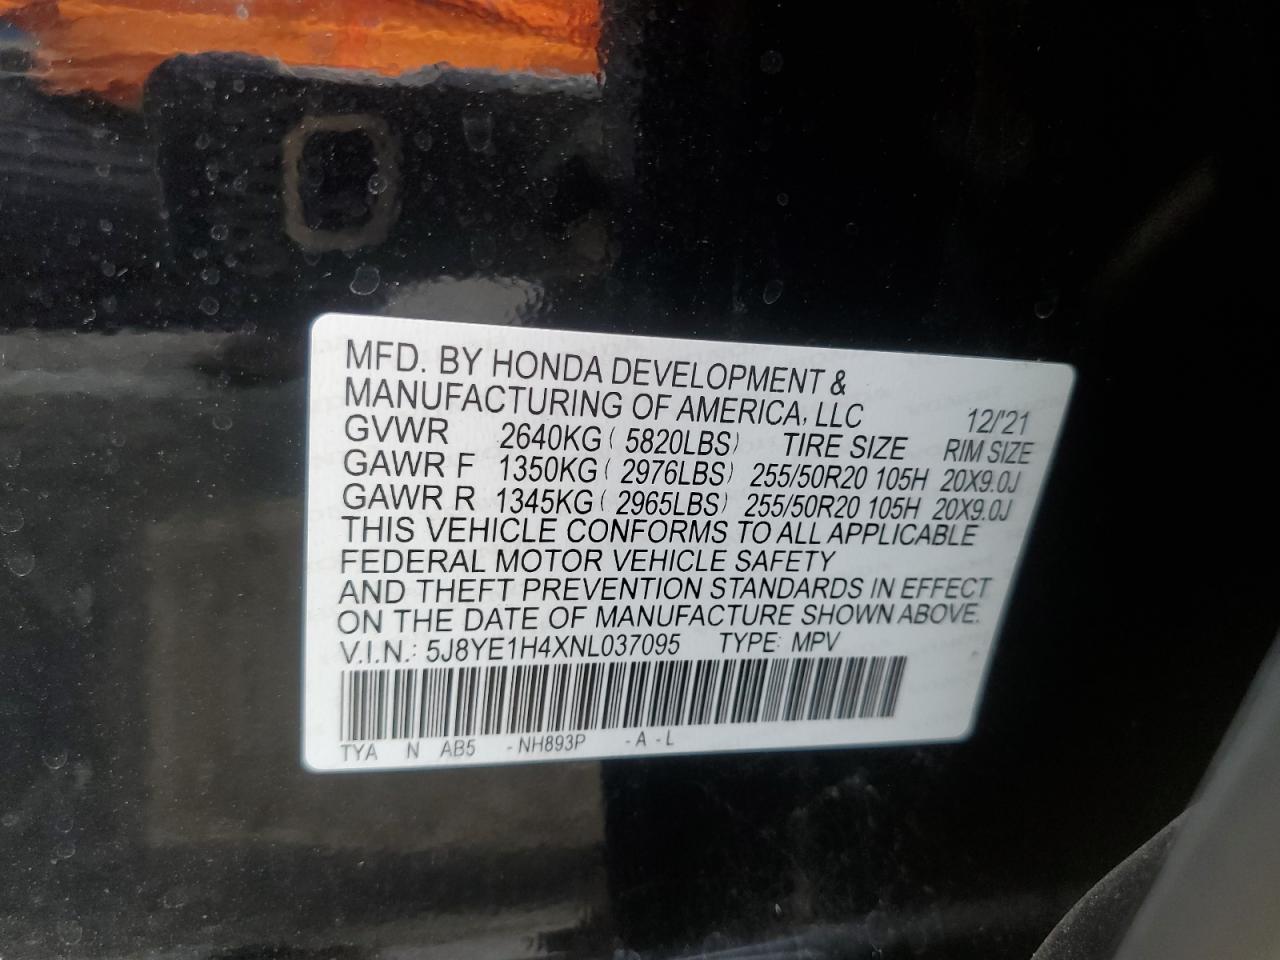 MFD. BY HONDA DEVELOPMENT &
MANUFACTURING OF AMERICA, LLC 12/'21
GVWR 2640KG ( 5820LBS) TIRE SIZE RIM SIZE
GAWR F 1350KG ( 2976LBS) 255/50R20 105H 20X9.0J
GAWR R 1345KG ( 2965LBS) 255/50R20 105H 20X9.0J
THIS VEHICLE CONFORMS TO ALL APPLICABLE
FEDERAL MOTOR VEHICLE SAFETY
AND THEFT PREVENTION STANDARDS IN EFFECT
ON THE DATE OF MANUFACTURE SHOWN ABOVE.
V.I.N.: 5J8YE1H4XNL037095 TYPE: MPV
TYA N AB5 -NH893P -A -L